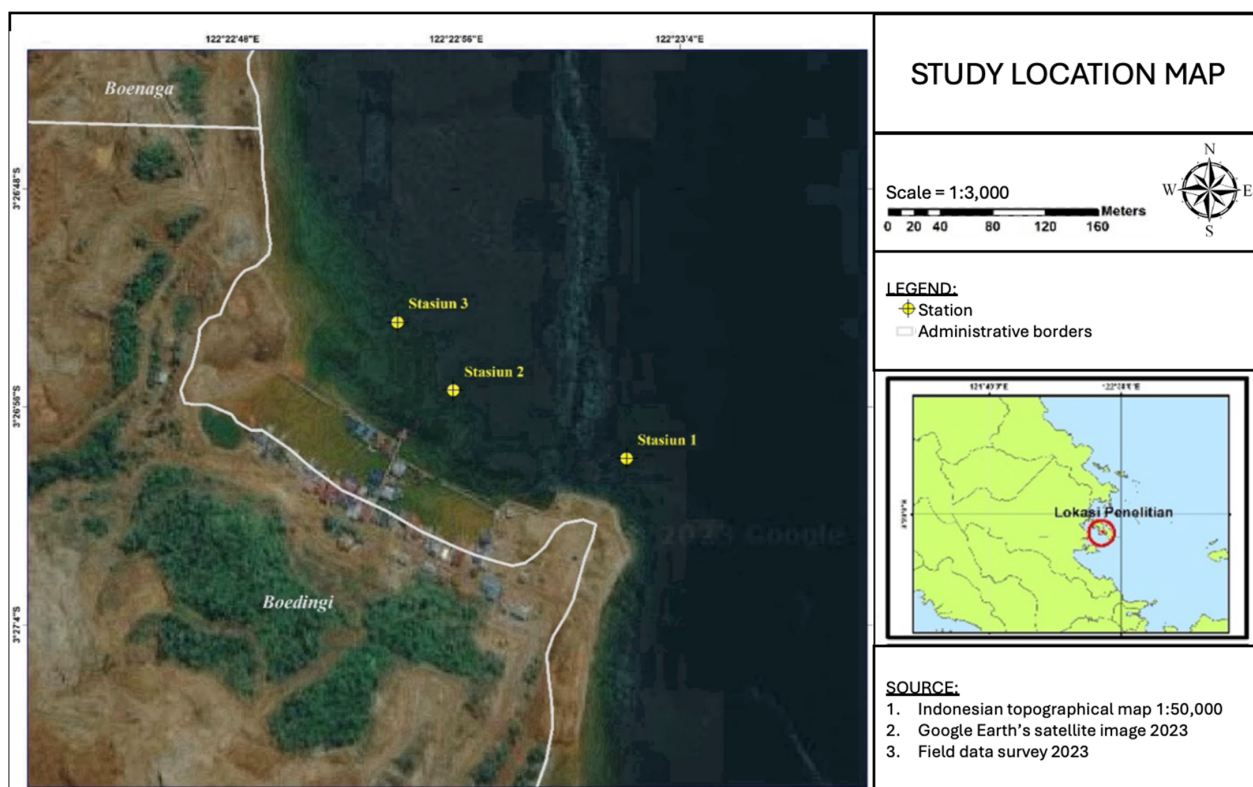 122°22'48"E
122°22'56"E
122°23'4"E
3°26'48"S
3°26'56"S
3°27'4"S
Boenaga
Stasiun 3
Stasiun 2
Stasiun 1
Boedingi
2023 Google
STUDY LOCATION MAP
N
W
E
S
Scale = 1:3,000
Meters
0 20 40 80 120 160
LEGEND:
Station
Administrative borders
Lokasi Penelitian
SOURCE:
1. Indonesian topographical map 1:50,000
2. Google Earth's satellite image 2023
3. Field data survey 2023